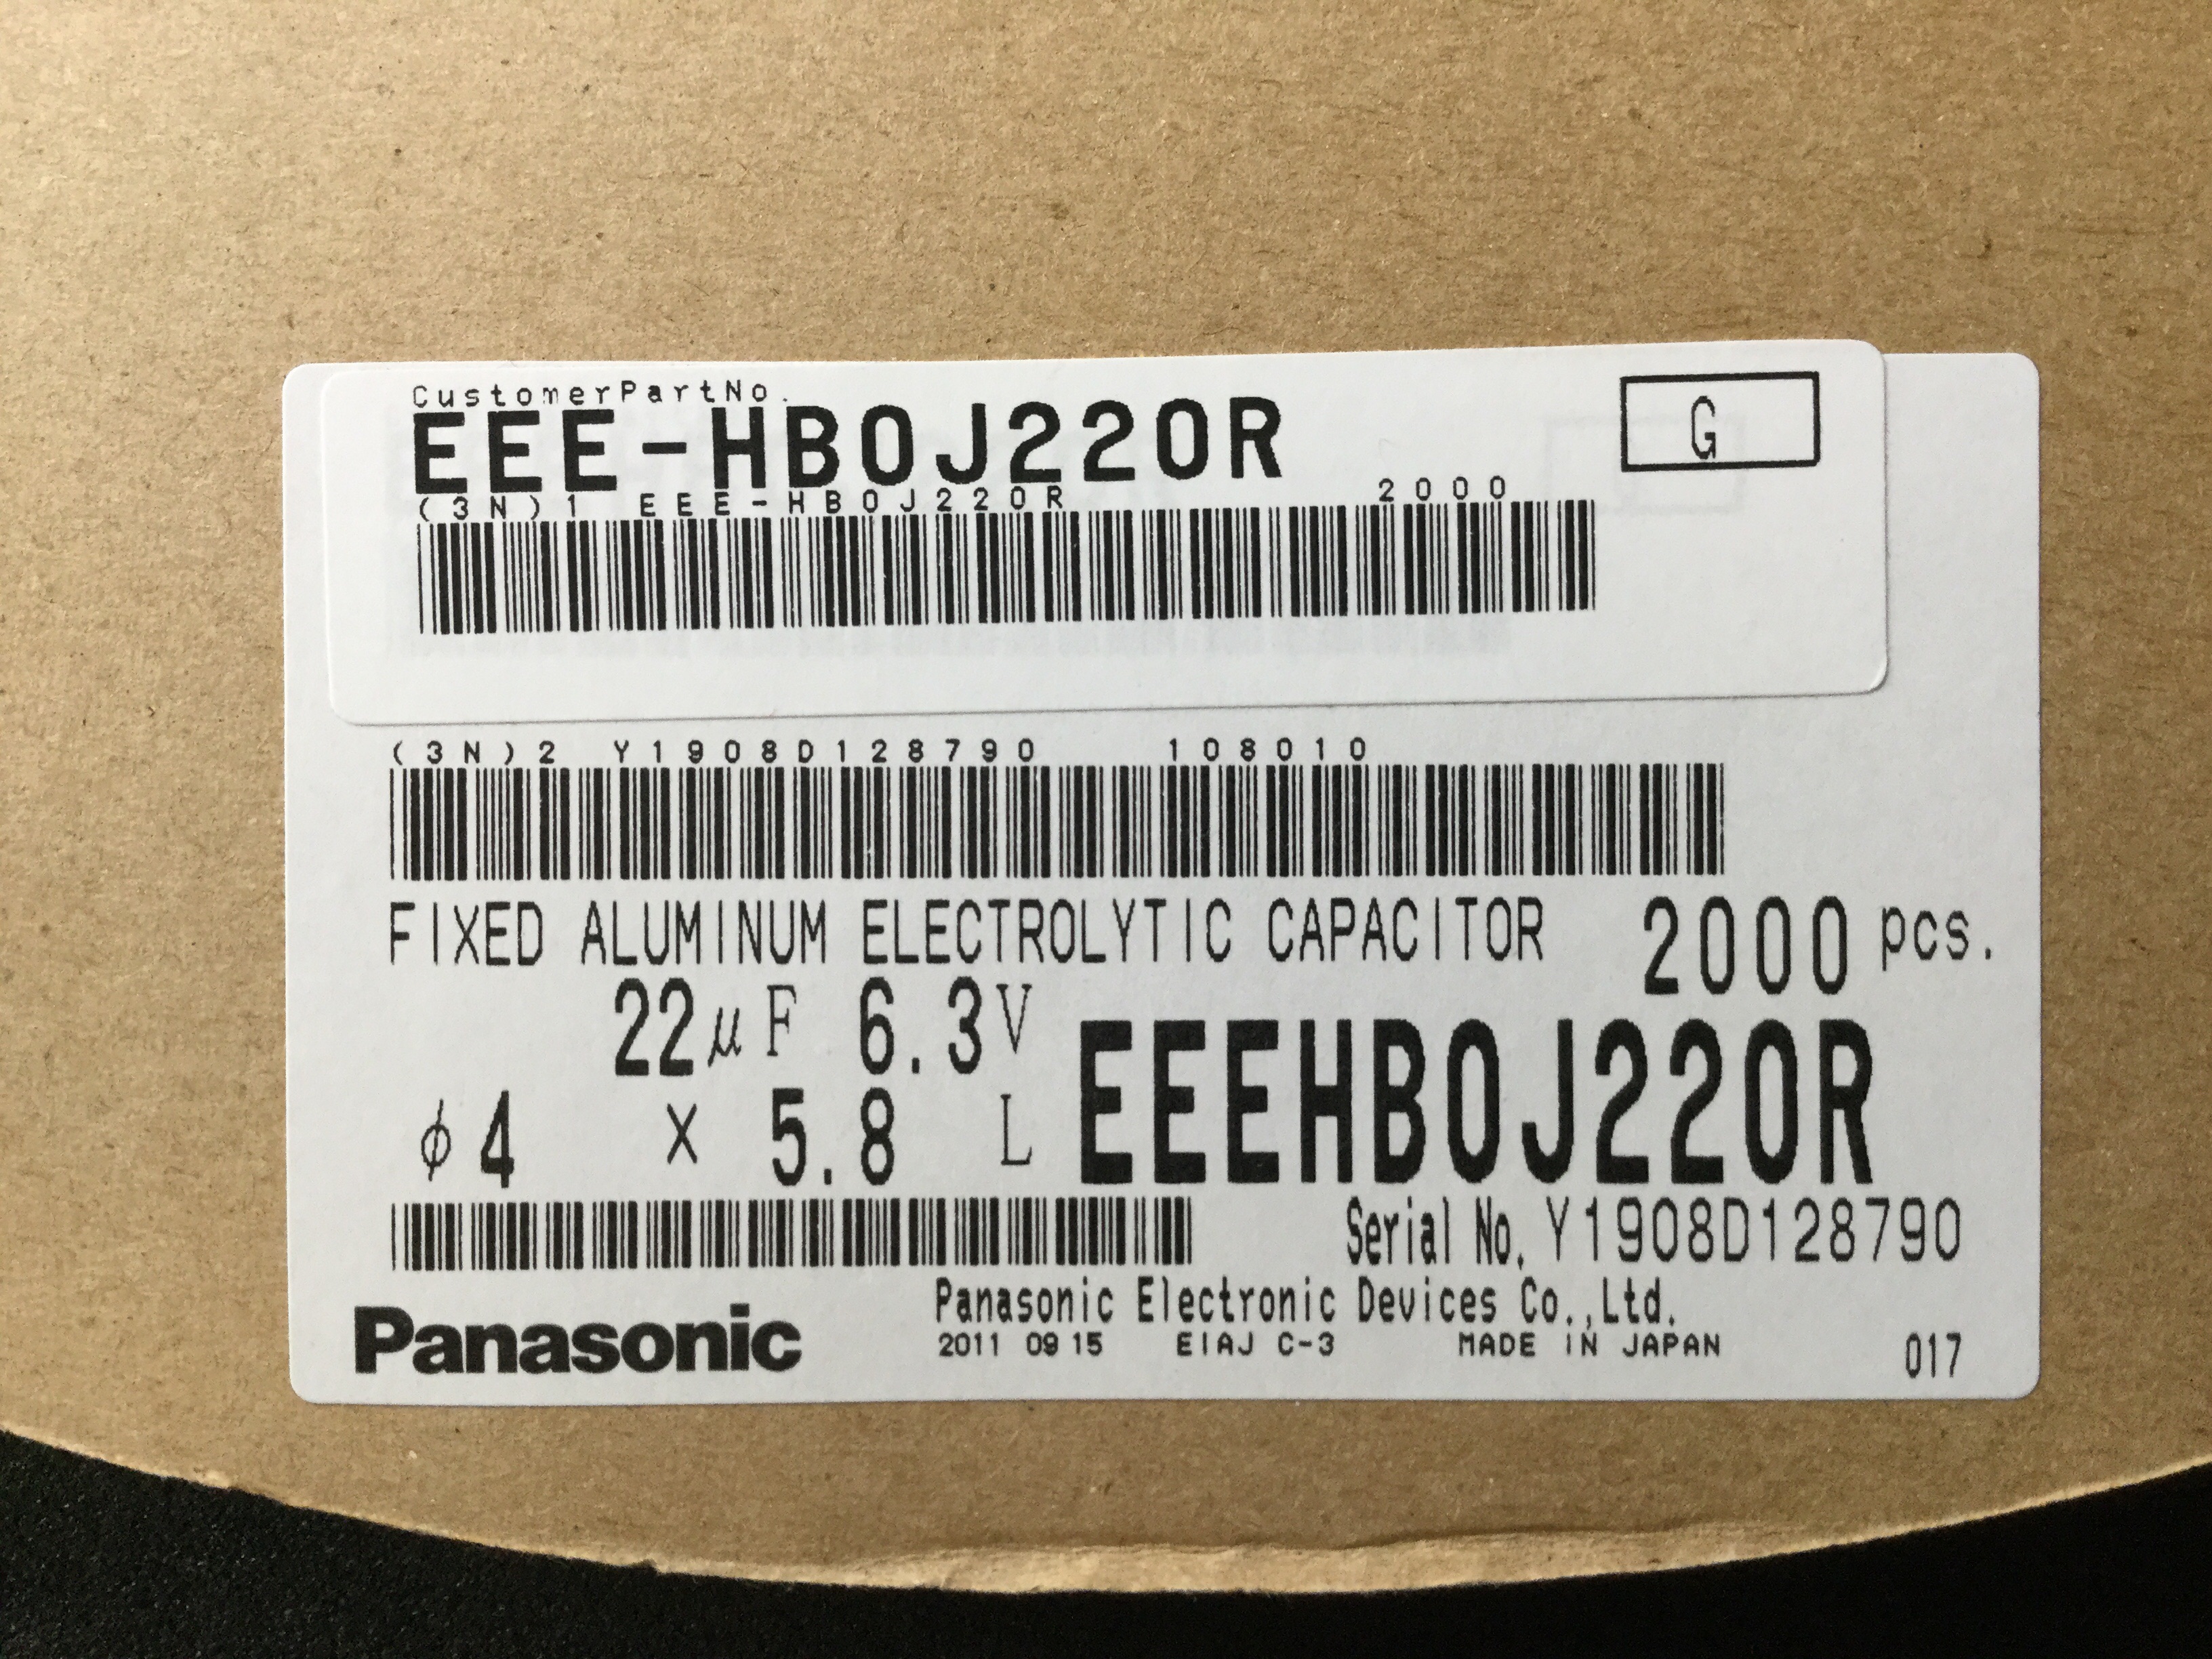 CustomerPartNo.
EEE-HB0J220R
G
(3N)1 EEE-HB0J220R 2000
(3N)2 Y1908D128790 108010
FIXED ALUMINUM ELECTROLYTIC CAPACITOR 2000 pcs.
22μF 6.3V
EEEHB0J220R
φ4 × 5.8 L
Serial No. Y1908D128790
Panasonic
Panasonic Electronic Devices Co.,Ltd.
2011 09 15 EIAJ C-3 MADE IN JAPAN
017